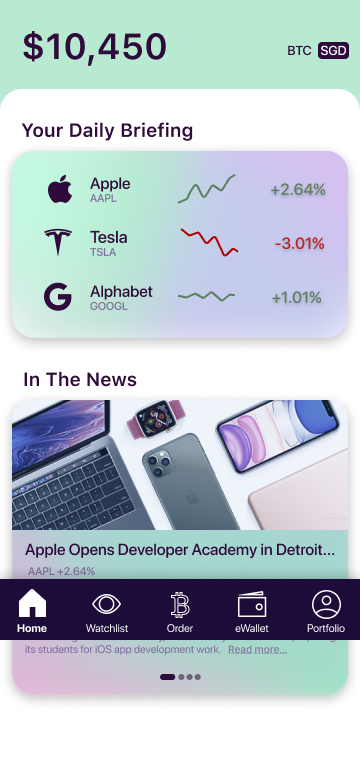 $10,450
BTC SGD
Your Daily Briefing
Apple
AAPL
+2.64%
Tesla
TSLA
-3.01%
Alphabet
GOOGL
+1.01%
In The News
Apple Opens Developer Academy in Detroit...
AAPL +2.64%
Home Watchlist Order eWallet Portfolio
its students for iOS app development work. Read more...